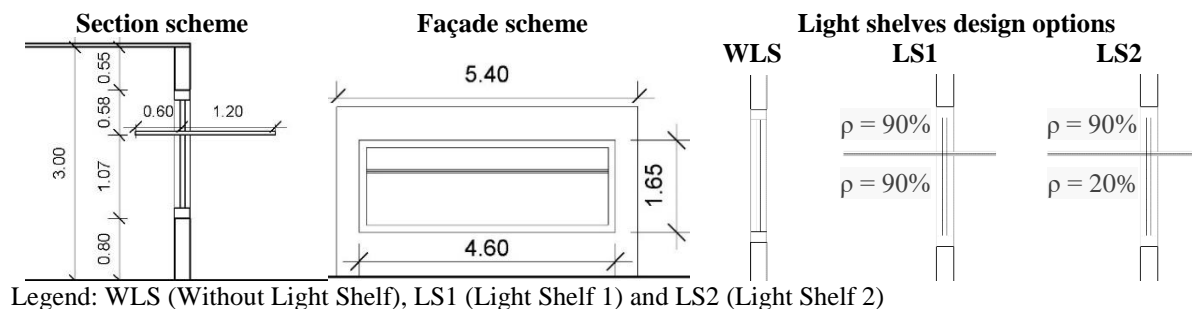 Section scheme
Façade scheme
Light shelves design options
WLS
LS1
LS2
0.55
0.58
0.60
1.20
3.00
1.07
0.80
5.40
1.65
4.60
ρ = 90%
ρ = 90%
ρ = 90%
ρ = 20%
Legend: WLS (Without Light Shelf), LS1 (Light Shelf 1) and LS2 (Light Shelf 2)